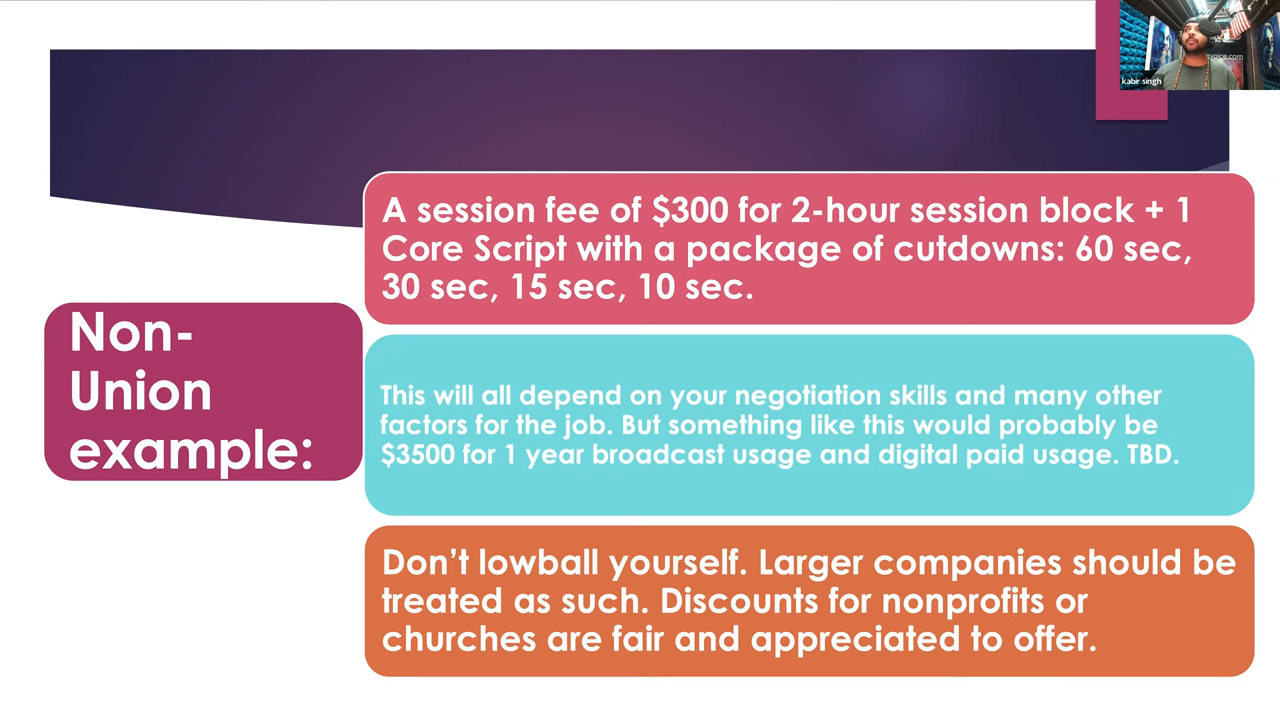 kabir singh
A session fee of $300 for 2-hour session block + 1
Core Script with a package of cutdowns: 60 sec,
30 sec, 15 sec, 10 sec.
Non-
Union
example:
This will all depend on your negotiation skills and many other
factors for the job. But something like this would probably be
$3500 for 1 year broadcast usage and digital paid usage. TBD.
Don’t lowball yourself. Larger companies should be
treated as such. Discounts for nonprofits or
churches are fair and appreciated to offer.